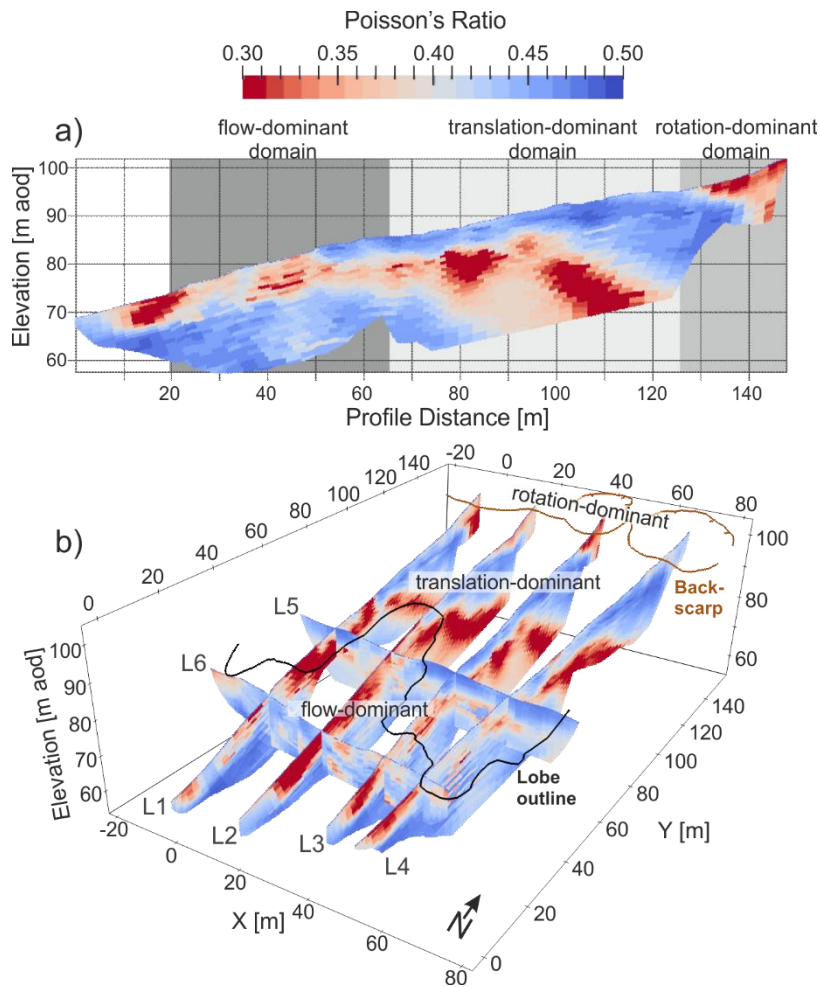 Poisson's Ratio
0.30 0.35 0.40 0.45 0.50
a)
flow-dominant
domain
translation-dominant
domain
rotation-dominant
domain
Elevation [m aod]
100
90
80
70
60
20 40 60 80 100 120 140
Profile Distance [m]
b)
-20 0 20 40 60 80
140
120
100
80
60
40
20
0
rotation-dominant
translation-dominant
flow-dominant
Back-
scarp
Lobe
outline
L5
L6
L1
L2
L3
L4
Elevation [m aod]
100
90
80
70
60
100
80
60
-20 0 20 40 60 80
X [m]
140
120
100
80
60
40
20
0
Y [m]
N